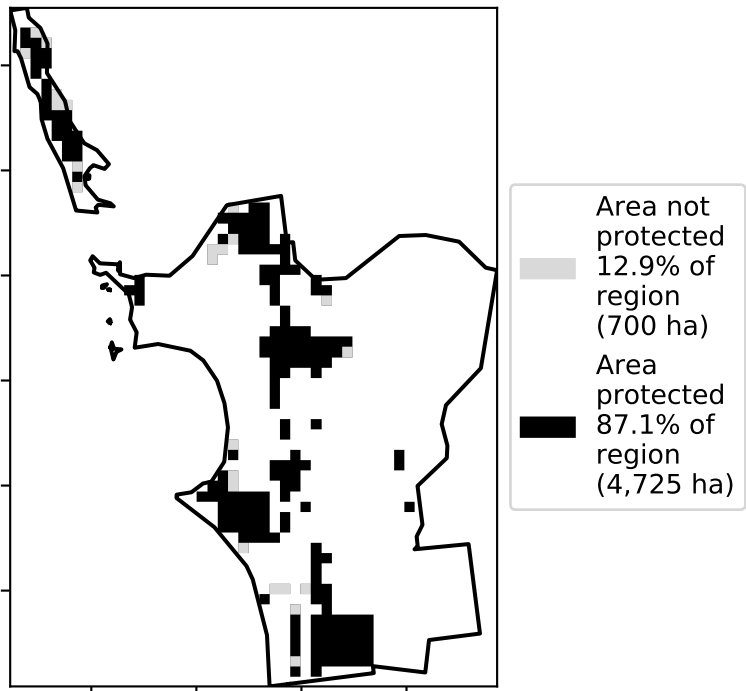 Area not
protected
12.9% of
region
(700 ha)
Area
protected
87.1% of
region
(4,725 ha)